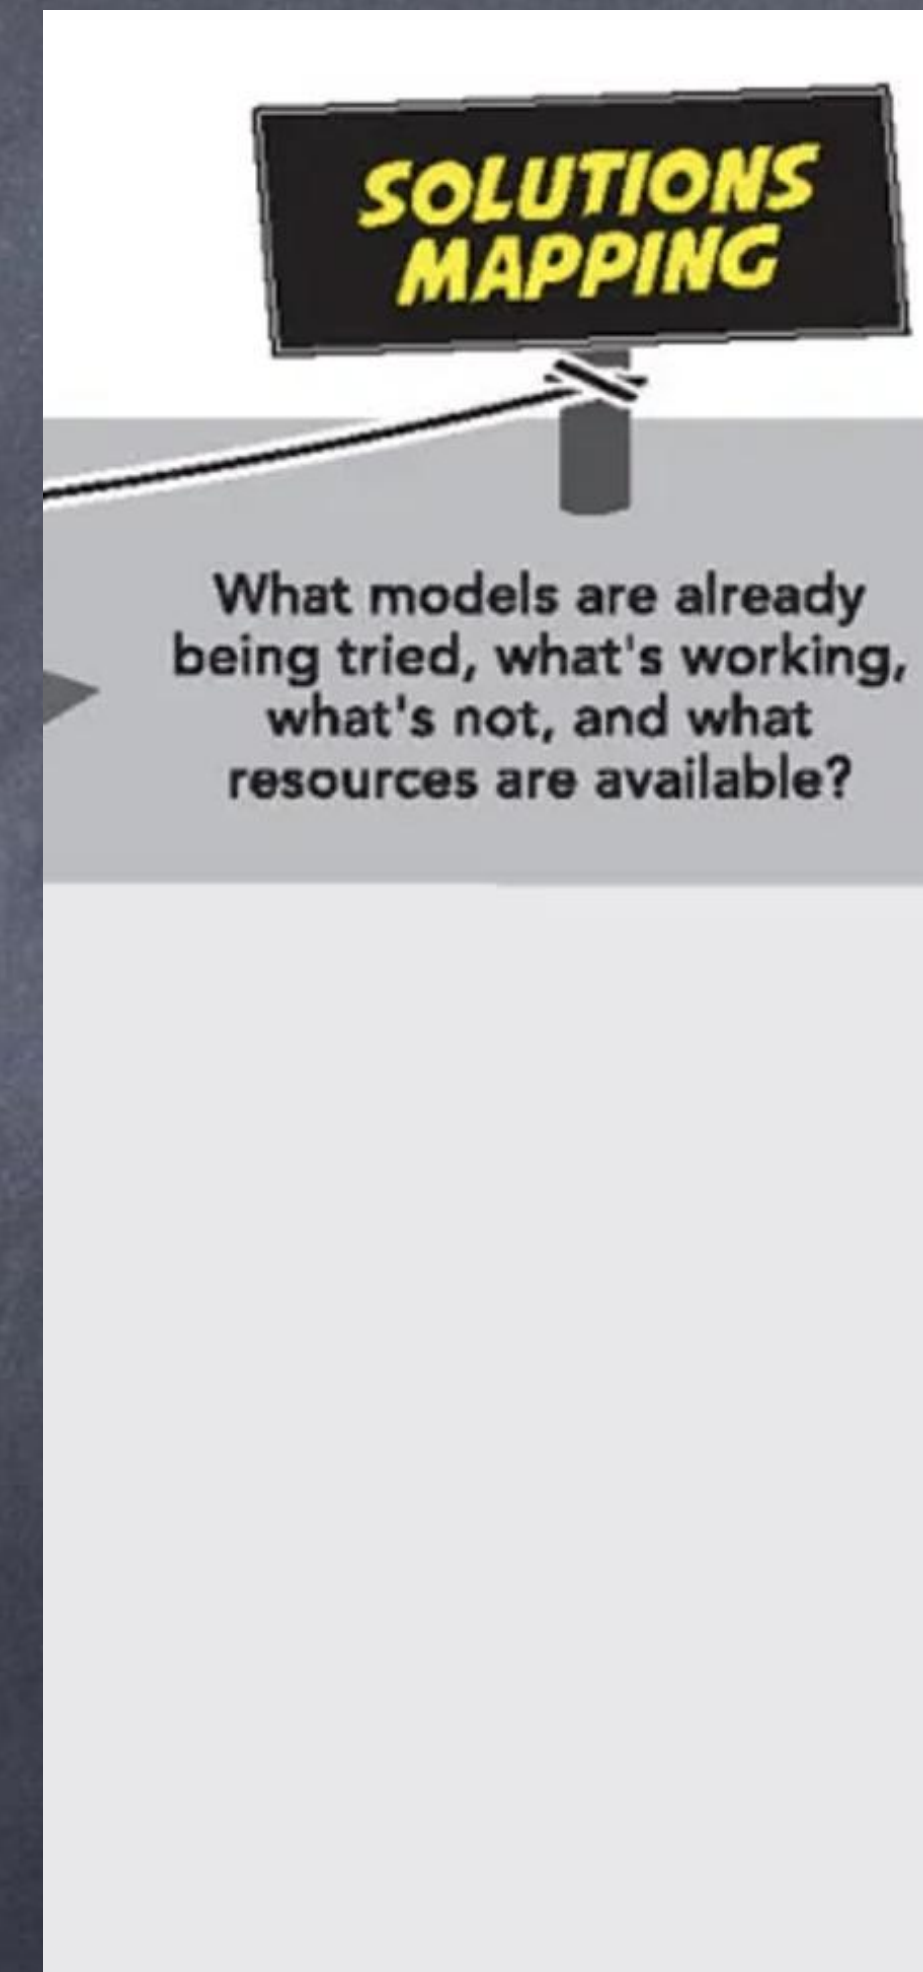 SOLUTIONS
MAPPING
What models are already
being tried, what's working,
what's not, and what
resources are available?